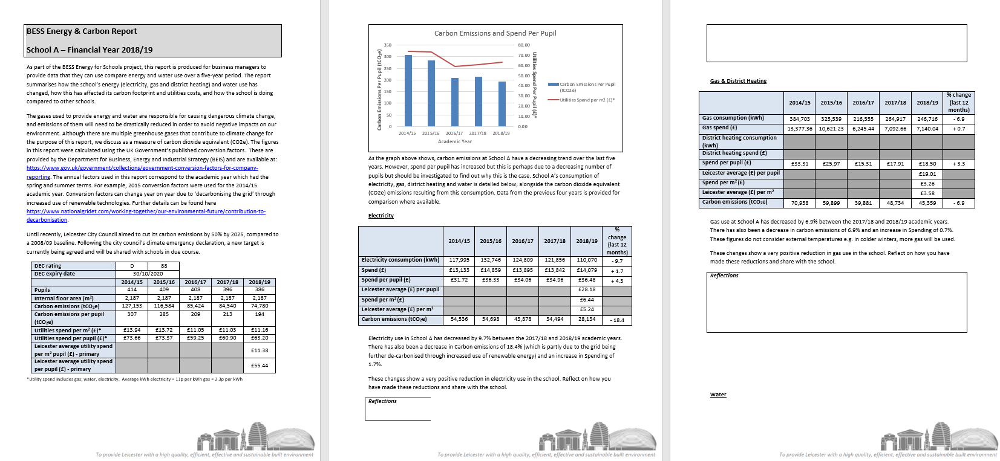 BESS Energy & Carbon Report
School A – Financial Year 2018/19
As part of the BESS Energy for Schools project, this report is produced for business managers to
provide data that they can use compare energy and water use over a five-year period. The report
summarises how the school's energy (electricity, gas and district heating) and water use has
changed, how this has affected its carbon footprint and utilities costs, and how the school is doing
compared to other schools.
The gases used to provide energy and water are responsible for causing dangerous climate change,
and emissions of them will need to be drastically reduced in order to avoid negative impacts on our
environment. Although there are multiple greenhouse gases that contribute to climate change for
the purpose of this report, we discuss as a measure of carbon dioxide equivalent (CO2e). The figures
in this report were calculated using the UK Government's published conversion factors.  These are
provided by the Department for Business, Energy and Industrial Strategy (BEIS) and are available at:
https://www.gov.uk/government/collections/government-conversion-factors-for-company-
reporting. The annual factors used in this report correspond to the academic year which had the
spring and summer terms. For example, 2015 conversion factors were used for the 2014/15
academic year. Conversion factors can change year on year due to 'decarbonising the grid' through
increased use of renewable technologies. Further details can be found here
https://www.nationalgridet.com/working-together/our-environmental-future/contribution-to-
decarbonisation.
Until recently, Leicester City Council aimed to cut its carbon emissions by 50% by 2025, compared to
a 2008/09 baseline. Following the city council's climate emergency declaration, a new target is
currently being agreed and will be shared with schools in due course.
DEC rating D 88
DEC expiry date 30/10/2020
2014/15 2015/16 2016/17 2017/18 2018/19
Pupils 414 409 408 396 386
Internal floor area (m²) 2,187 2,187 2,187 2,187 2,187
Carbon emissions (tCO₂e) 127,153 116,584 85,424 84,540 74,780
Carbon emissions per pupil 307 285 209 213 194
(tCO₂e)
Utilities spend per m² (£)* £13.94 £13.72 £11.05 £11.03 £11.16
Utilities spend per pupil (£)* £73.66 £73.37 £59.25 £60.90 £63.20
Leicester average utility spend
per m² pupil (£) - primary £11.38
Leicester average utility spend
per pupil (£) - primary £55.44
*Utility spend includes gas, water, electricity.  Average kWh electricity = 11p per kWh gas = 2.3p per kWh
To provide Leicester with a high quality, efficient, effective and sustainable built environment
Carbon Emissions and Spend Per Pupil
Carbon Emissions Per Pupil (tCO₂e)
350
300
250
200
150
100
50
0
80.00
70.00
60.00
50.00
40.00
30.00
20.00
10.00
0.00
Utilities Spend Per Pupil (£)*
2014/15 2015/16 2016/17 2017/18 2018/19
Academic Year
Carbon Emissions Per Pupil
(tCO2e)
Utilities Spend per m2 (£)*
As the graph above shows, carbon emissions at School A have a decreasing trend over the last five
years. However, spend per pupil has increased but this is perhaps due to a decreasing number of
pupils but should be investigated to find out why this is the case. School A's consumption of
electricity, gas, district heating and water is detailed below; alongside the carbon dioxide equivalent
(CO2e) emissions resulting from this consumption. Data from the previous four years is provided for
comparison where available.
Electricity
2014/15 2015/16 2016/17 2017/18 2018/19 % change (last 12 months)
Electricity consumption (kWh) 117,995 132,746 124,809 121,856 110,070 - 9.7
Spend (£) £13,133 £14,859 £13,895 £13,842 £14,079 + 1.7
Spend per pupil (£) £31.72 £36.33 £34.06 £34.96 £36.48 + 4.3
Leicester average (£) per pupil £28.18
Spend per m² (£) £6.44
Leicester average (£) per m² £5.24
Carbon emissions (tCO₂e) 54,536 54,698 43,878 34,494 28,134 - 18.4
Electricity use in School A has decreased by 9.7% between the 2017/18 and 2018/19 academic years.
There has also been a decrease in Carbon emissions of 18.4% (which is partly due to the grid being
further de-carbonised through increased use of renewable energy) and an increase in Spending of
1.7%.
These changes show a very positive reduction in electricity use in the school. Reflect on how you
have made these reductions and share with the school.
Reflections
To provide Leicester with a high quality, efficient, effective and sustainable built environment
Gas & District Heating
2014/15 2015/16 2016/17 2017/18 2018/19 % change (last 12 months)
Gas consumption (kWh) 384,703 325,539 216,555 264,917 246,716 - 6.9
Gas spend (£) 13,377.36 10,621.23 6,245.44 7,092.66 7,140.04 + 0.7
District heating consumption
(kWh)
District heating spend (£)
Spend per pupil (£) £33.31 £25.97 £15.31 £17.91 £18.50 + 3.3
Leicester average (£) per pupil £19.01
Spend per m² (£) £3.26
Leicester average (£) per m² £3.58
Carbon emissions (tCO₂e) 70,958 59,899 39,881 48,734 45,359 - 6.9
Gas use at School A has decreased by 6.9% between the 2017/18 and 2018/19 academic years.
There has also been a decrease in carbon emissions of 6.9% and an increase in Spending of 0.7%.
These figures do not consider external temperatures e.g. in colder winters, more gas will be used.
These changes show a very positive reduction in gas use in the school. Reflect on how you have
made these reductions and share with the school.
Reflections
Water
To provide Leicester with a high quality, efficient, effective and sustainable built environment